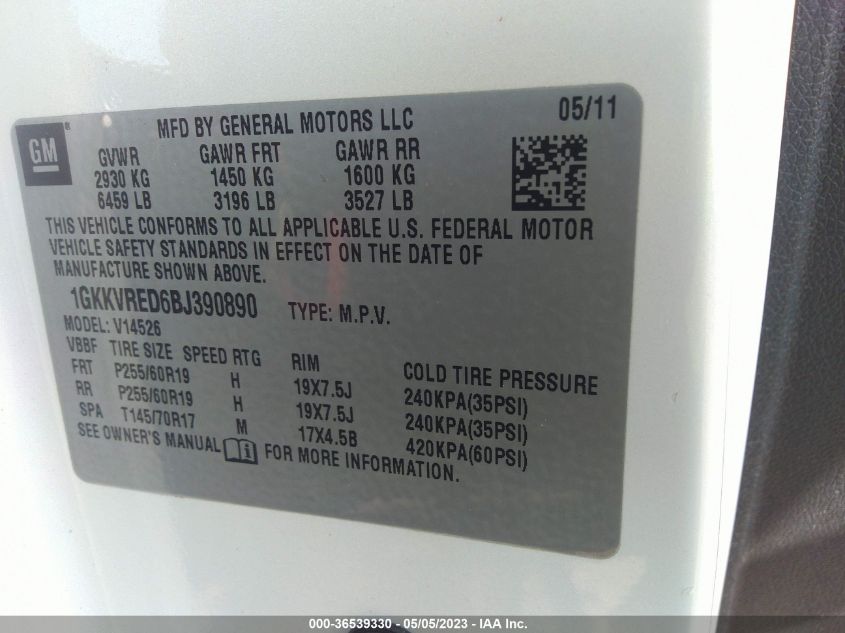 GM
MFD BY GENERAL MOTORS LLC
05/11
GVWR GAWR FRT GAWR RR
2930 KG 1450 KG 1600 KG
6459 LB 3196 LB 3527 LB
THIS VEHICLE CONFORMS TO ALL APPLICABLE U.S. FEDERAL MOTOR
VEHICLE SAFETY STANDARDS IN EFFECT ON THE DATE OF
MANUFACTURE SHOWN ABOVE.
1GKKVRED6BJ390890 TYPE: M.P.V.
MODEL: V14526
VBBF TIRE SIZE SPEED RTG RIM COLD TIRE PRESSURE
FRT P255/60R19 H 19X7.5J 240KPA(35PSI)
RR P255/60R19 H 19X7.5J 240KPA(35PSI)
SPA T145/70R17 M 17X4.5B 420KPA(60PSI)
SEE OWNER'S MANUAL FOR MORE INFORMATION.
000-36539330 - 05/05/2023 - IAA Inc.